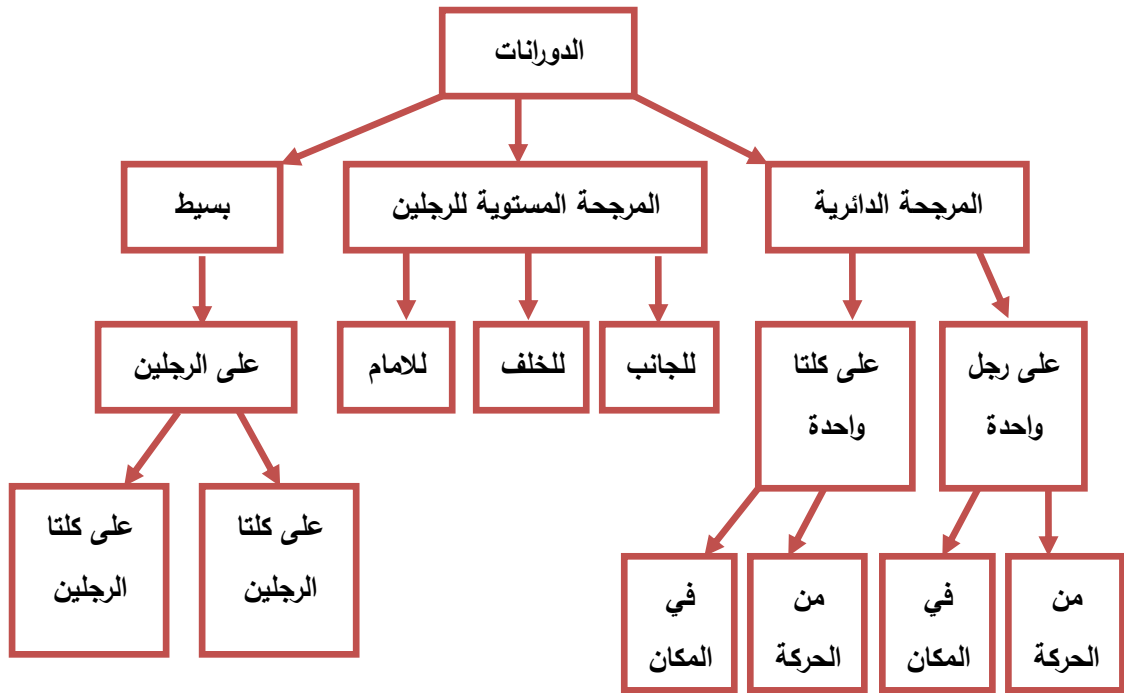 الدورانات
المرجحة الدائرية
المرجحة المستوية للرجلين
بسيط
على رجل
واحدة
على كلتا
واحدة
للجانب
للخلف
للامام
على الرجلين
من
الحركة
في
المكان
من
الحركة
في
المكان
على كلتا
الرجلين
على كلتا
الرجلين